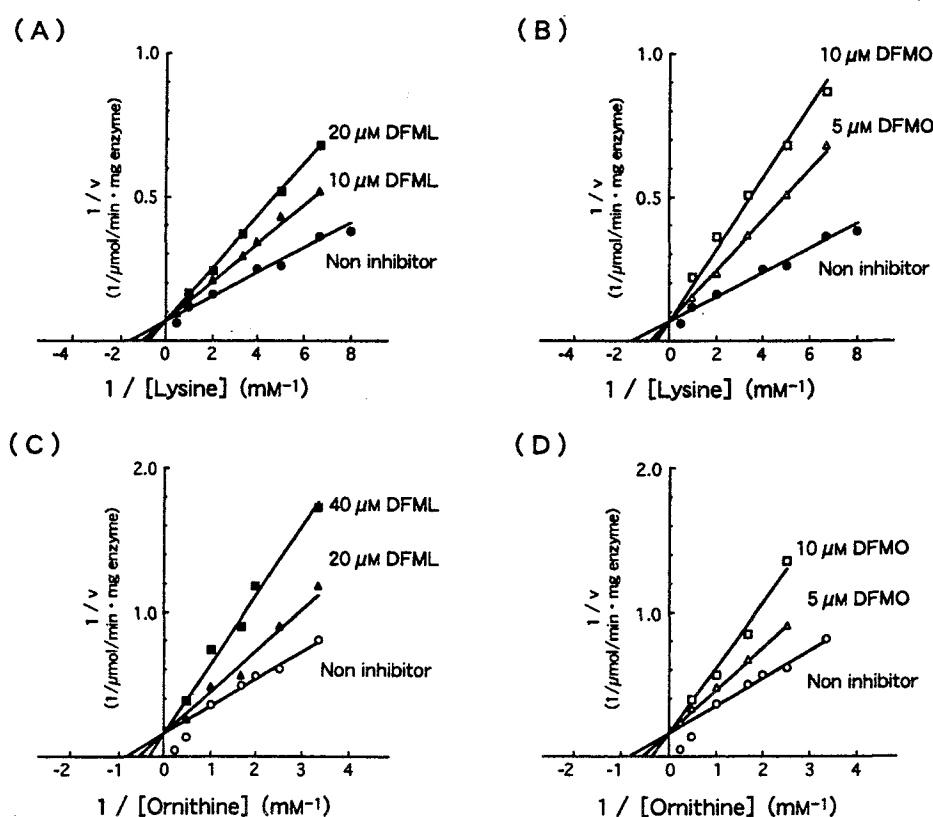 (A)
1.0
0.5
1 / v
(1/μmol/min・mg enzyme)
20 μM DFML
10 μM DFML
Non inhibitor
-4 -2 0 2 4 6 8
1 / [Lysine] (mM⁻¹)
(B)
1.0
0.5
1 / v
(1/μmol/min・mg enzyme)
10 μM DFMO
5 μM DFMO
Non inhibitor
-4 -2 0 2 4 6 8
1 / [Lysine] (mM⁻¹)
(C)
2.0
1.0
1 / v
(1/μmol/min・mg enzyme)
40 μM DFML
20 μM DFML
Non inhibitor
-2 -1 0 1 2 3 4
1 / [Ornithine] (mM⁻¹)
(D)
2.0
1.0
1 / v
(1/μmol/min・mg enzyme)
10 μM DFMO
5 μM DFMO
Non inhibitor
-2 -1 0 1 2 3 4
1 / [Ornithine] (mM⁻¹)